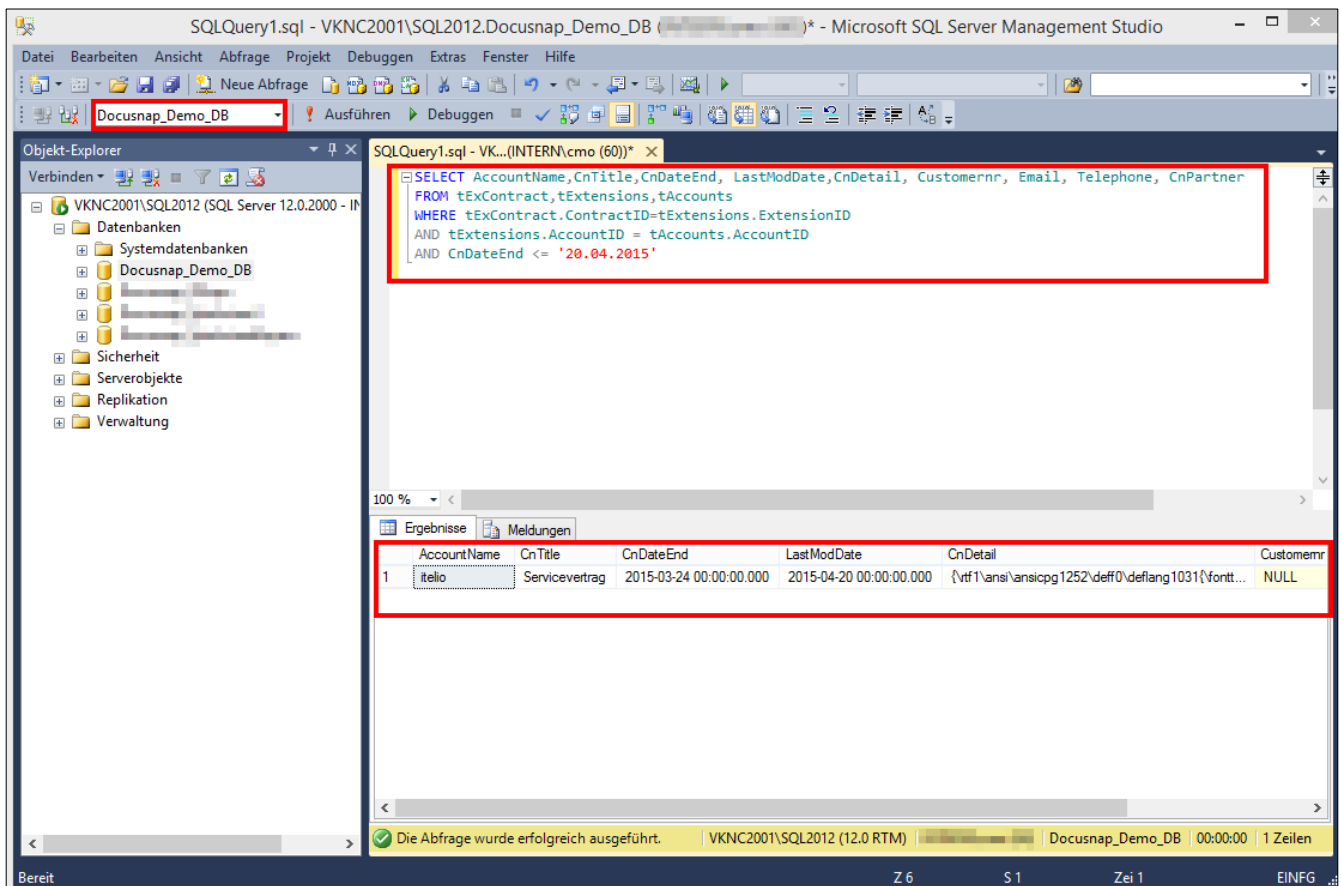 SQLQuery1.sql - VKNC2001\SQL2012.Docusnap_Demo_DB ( )* - Microsoft SQL Server Management Studio
Datei Bearbeiten Ansicht Abfrage Projekt Debuggen Extras Fenster Hilfe
Neue Abfrage
Docusnap_Demo_DB Ausführen Debuggen
Objekt-Explorer
Verbinden
VKNC2001\SQL2012 (SQL Server 12.0.2000 - IN
Datenbanken
Systemdatenbanken
Docusnap_Demo_DB
Sicherheit
Serverobjekte
Replikation
Verwaltung
SQLQuery1.sql - VK...(INTERN\cmo (60))*
SELECT AccountName,CnTitle,CnDateEnd, LastModDate,CnDetail, Customernr, Email, Telephone, CnPartner
FROM tExContract,tExtensions,tAccounts
WHERE tExContract.ContractID=tExtensions.ExtensionID
AND tExtensions.AccountID = tAccounts.AccountID
AND CnDateEnd <= '20.04.2015'
100 %
Ergebnisse Meldungen
AccountName CnTitle CnDateEnd LastModDate CnDetail Customernr
1 itelio Servicevertrag 2015-03-24 00:00:00.000 2015-04-20 00:00:00.000 {\rtf1\ansi\ansicpg1252\deff0\deflang1031{\fontt... NULL
Die Abfrage wurde erfolgreich ausgeführt. VKNC2001\SQL2012 (12.0 RTM) Docusnap_Demo_DB 00:00:00 1 Zeilen
Bereit Z 6 S 1 Zei 1 EINFG